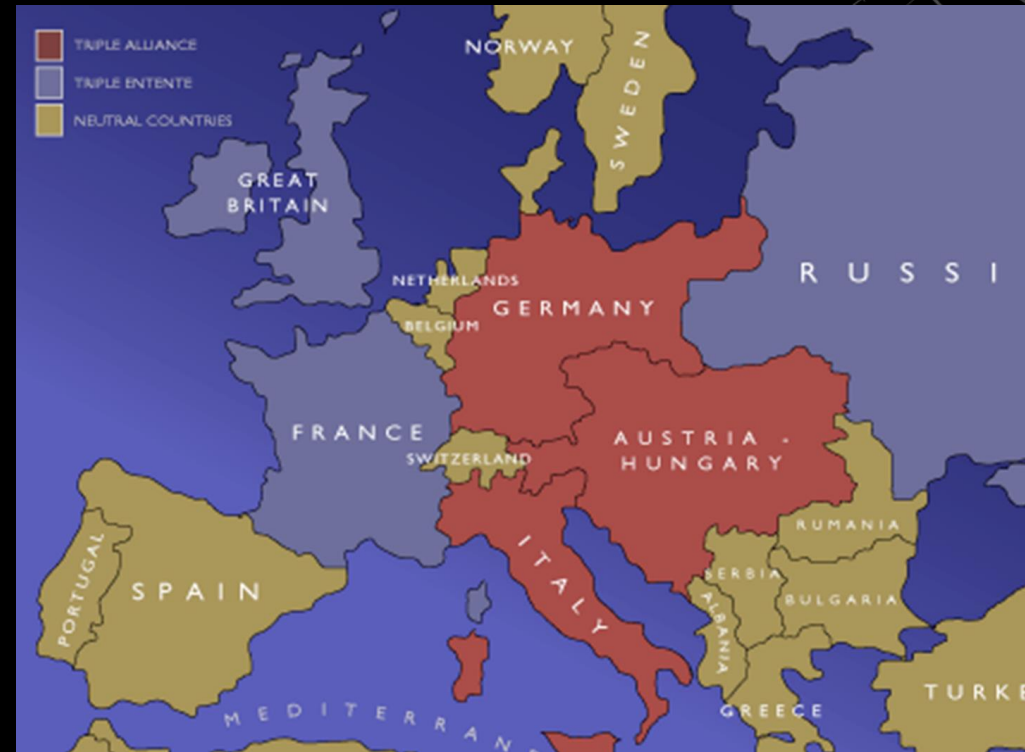 TRIPLE ALLIANCE
TRIPLE ENTENTE
NEUTRAL COUNTRIES
NORWAY
SWEDEN
GREAT
BRITAIN
RUSSI
NETHERLANDS
GERMANY
BELGIUM
FRANCE
AUSTRIA -
HUNGARY
SWITZERLAND
RUMANIA
ITALY
PORTUGAL
SPAIN
SERBIA
ALBANIA
BULGARIA
TURKE
GREECE
MEDITERRAN